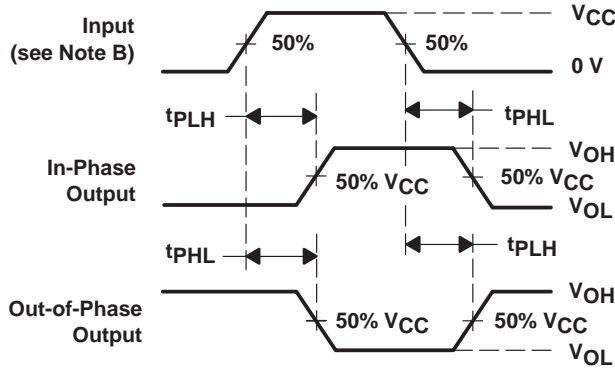 Input
(see Note B)
50%
50%
VCC
0 V
tPLH
tPHL
In-Phase
Output
50% VCC
50% VCC
VOH
VOL
tPHL
tPLH
Out-of-Phase
Output
50% VCC
50% VCC
VOH
VOL